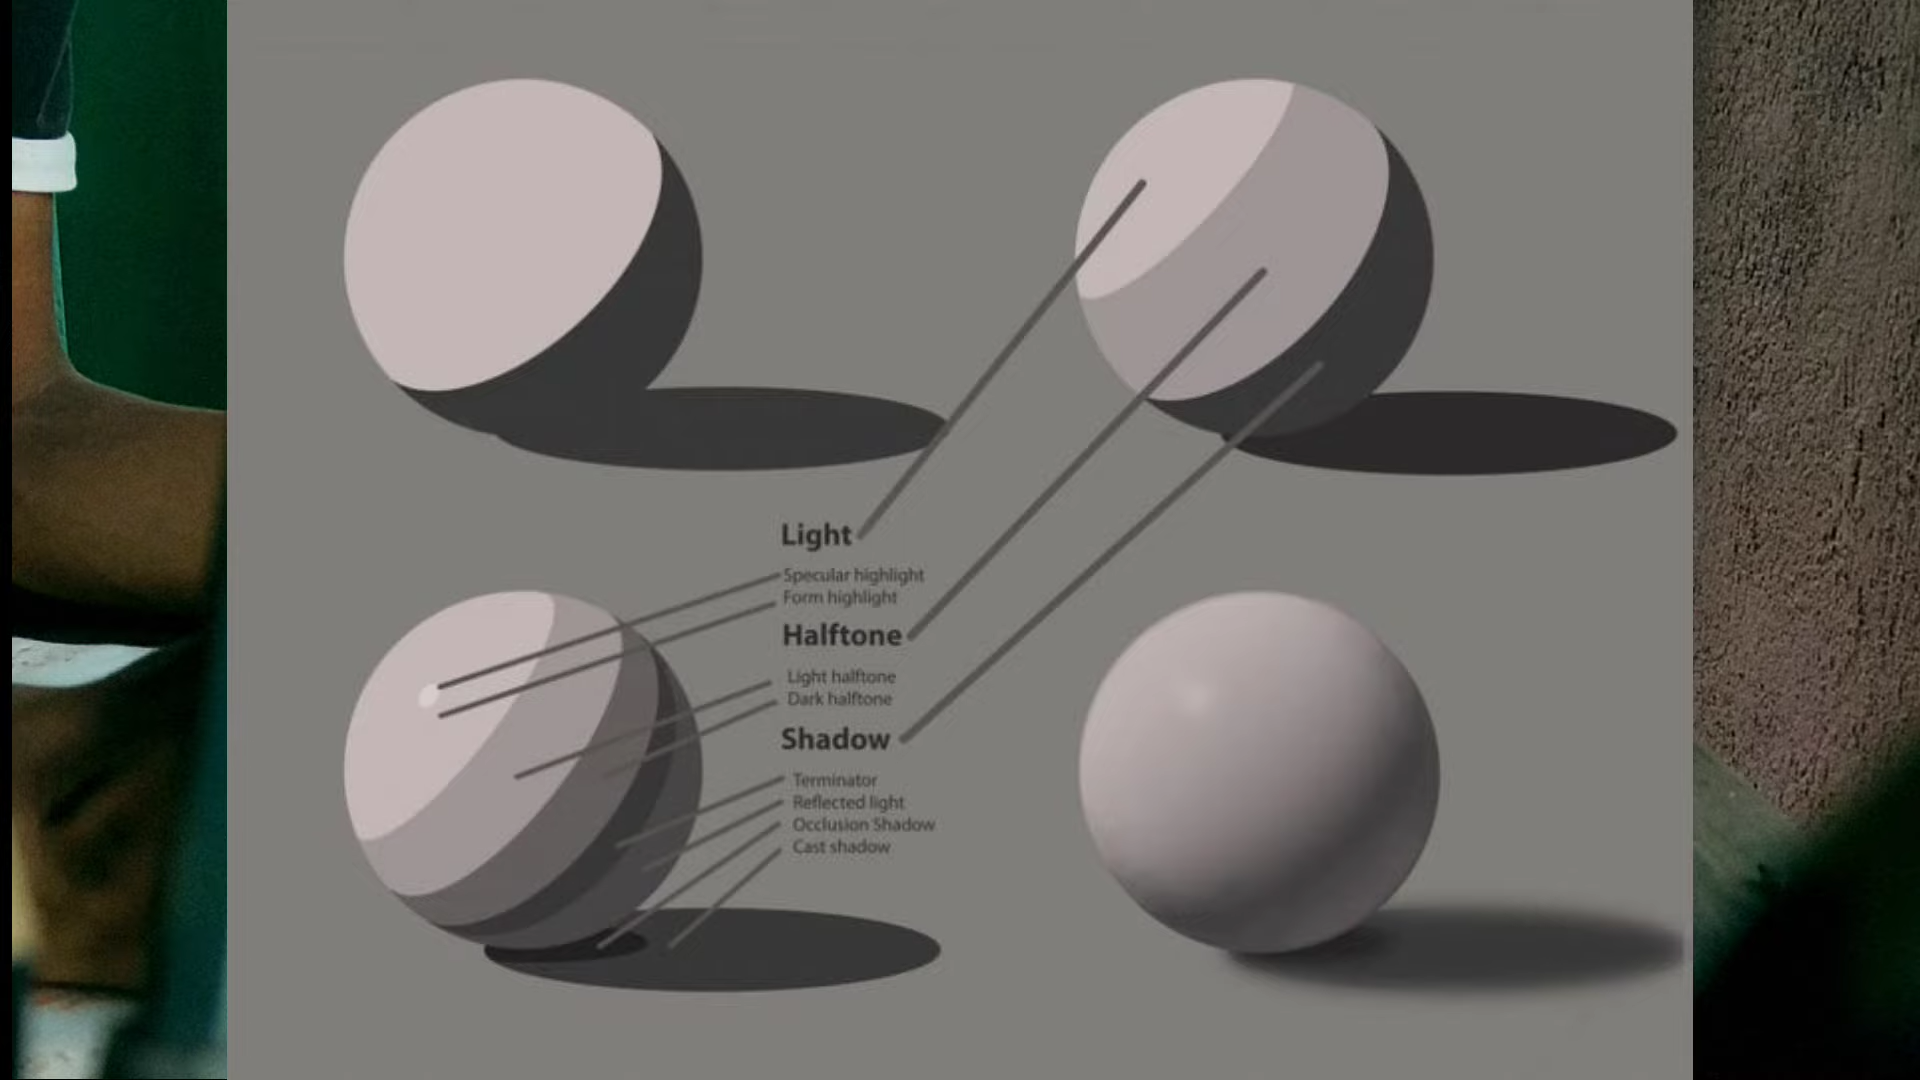 Light
Specular highlight
Form highlight
Halftone
Light halftone
Dark halftone
Shadow
Terminator
Reflected light
Occlusion Shadow
Cast shadow